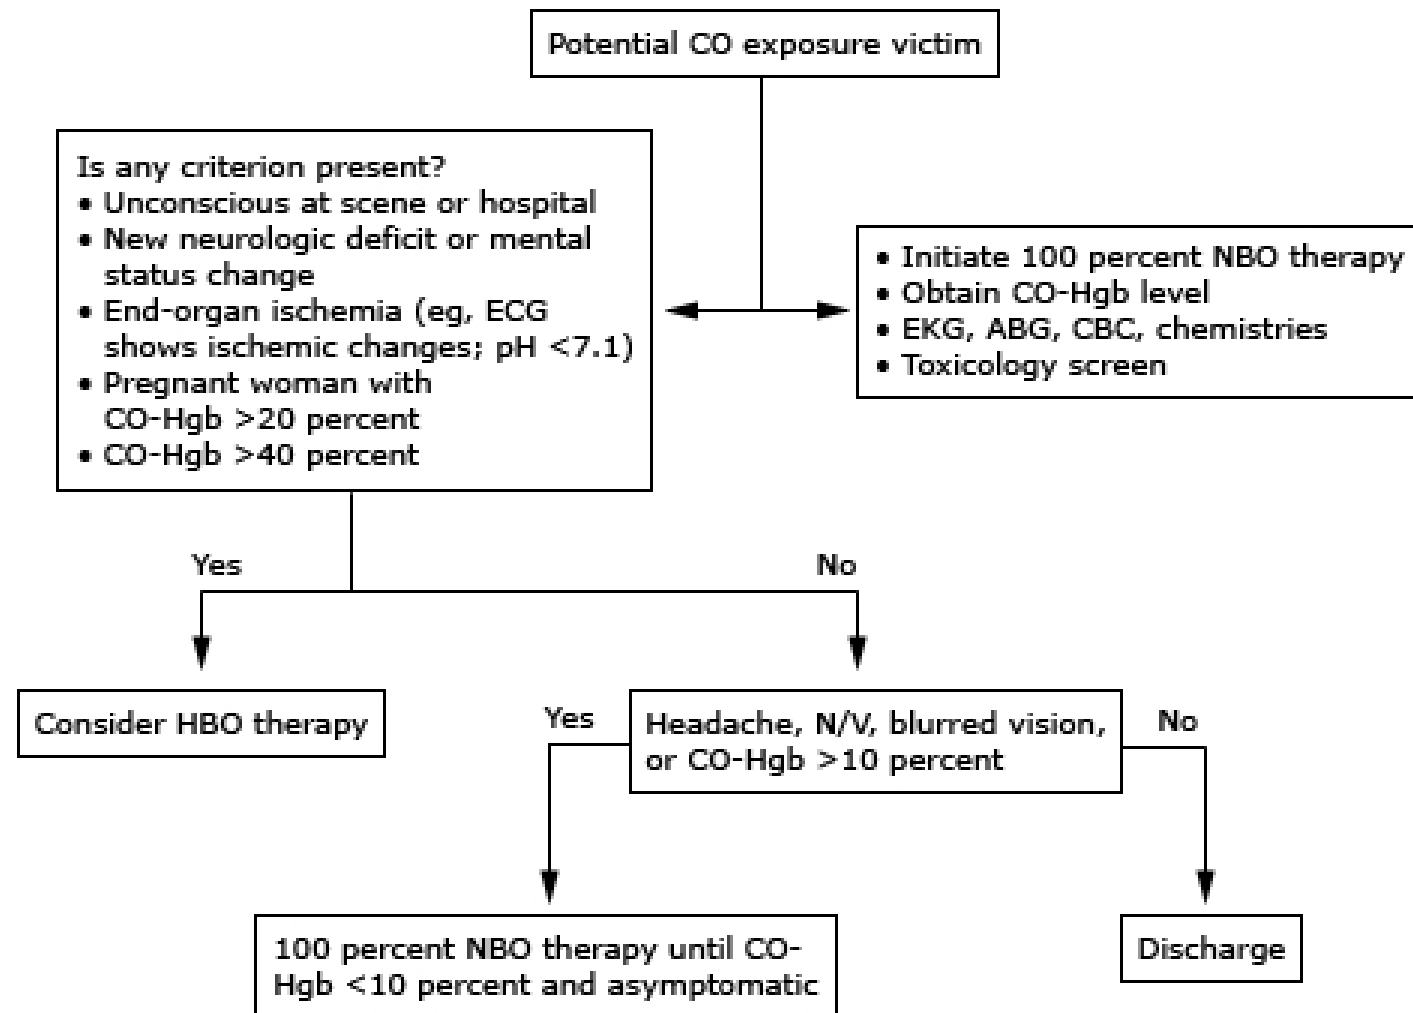 Potential CO exposure victim
Is any criterion present?
• Unconscious at scene or hospital
• New neurologic deficit or mental
status change
• End-organ ischemia (eg, ECG
shows ischemic changes; pH <7.1)
• Pregnant woman with
CO-Hgb >20 percent
• CO-Hgb >40 percent
• Initiate 100 percent NBO therapy
• Obtain CO-Hgb level
• EKG, ABG, CBC, chemistries
• Toxicology screen
Yes
No
Consider HBO therapy
Yes
Headache, N/V, blurred vision,
or CO-Hgb >10 percent
No
100 percent NBO therapy until CO-
Hgb <10 percent and asymptomatic
Discharge